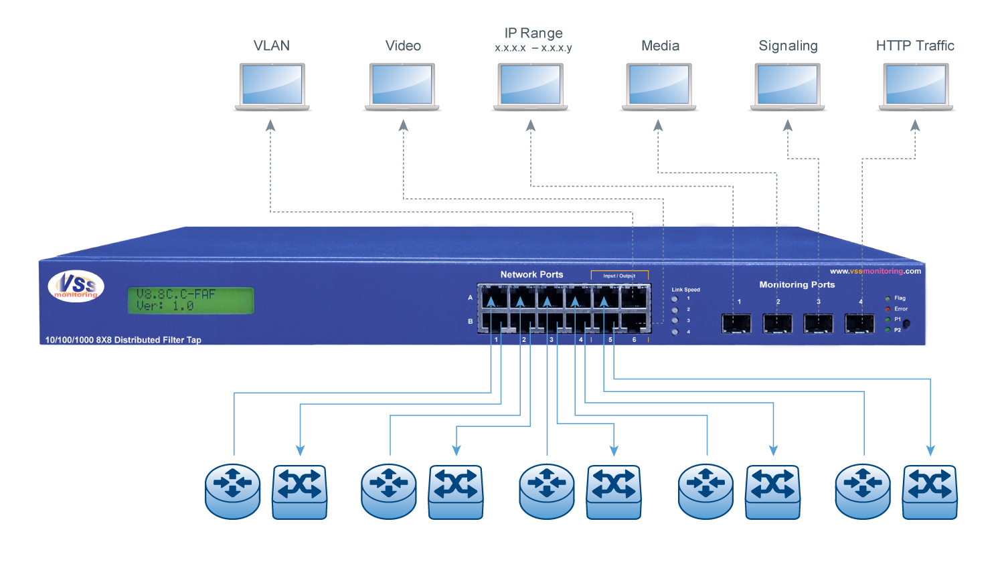 VLAN
Video
IP Range
x.x.x.x – x.x.x.y
Media
Signaling
HTTP Traffic
VSS
monitoring
V8.8C.C-FAF
Ver: 1.0
10/100/1000 8X8 Distributed Filter Tap
Network Ports
Input / Output
A
B
1 2 3 4 5 6
Link Speed
1
2
3
4
www.vssmonitoring.com
Monitoring Ports
1 2 3 4
Flag
Error
P1
P2